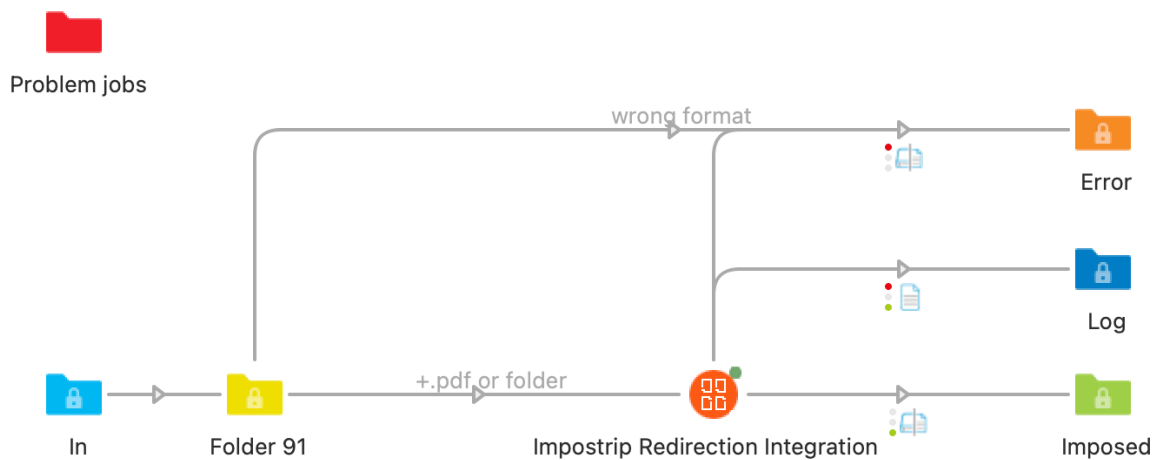 Problem jobs
wrong format
Error
Log
+.pdf or folder
In
Folder 91
Impostrip Redirection Integration
Imposed